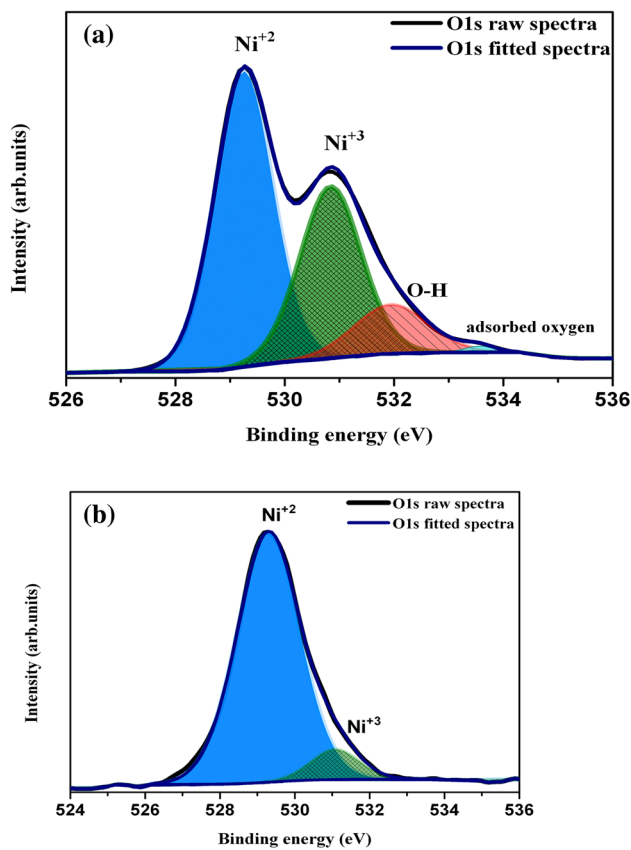 (a)
O1s raw spectra
O1s fitted spectra
Ni+2
Ni+3
O-H
adsorbed oxygen
Intensity (arb.units)
526 528 530 532 534 536
Binding energy (eV)
(b)
O1s raw spectra
O1s fitted spectra
Ni+2
Ni+3
Intensity (arb.units)
524 526 528 530 532 534 536
Binding energy (eV)